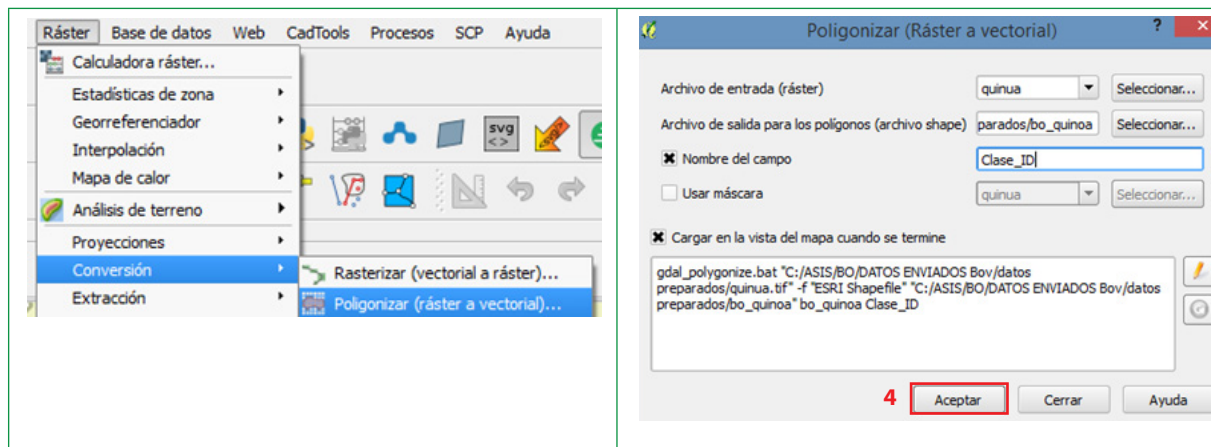 Ráster Base de datos Web CadTools Procesos SCP Ayuda
Calculadora ráster...
Estadísticas de zona
Georreferenciador
Interpolación
Mapa de calor
Análisis de terreno
Proyecciones
Conversión
Extracción
svg
<>
Rasterizar (vectorial a ráster)...
Poligonizar (ráster a vectorial)...
Poligonizar (Ráster a vectorial)
?
Archivo de entrada (ráster) quinua Seleccionar...
Archivo de salida para los polígonos (archivo shape) parados/bo_quinoa Seleccionar...
Nombre del campo Clase_ID
Usar máscara quinua Seleccionar...
Cargar en la vista del mapa cuando se termine
gdal_polygonize.bat "C:/ASIS/BO/DATOS ENVIADOS Bov/datos
preparados/quinua.tif" -f "ESRI Shapefile" "C:/ASIS/BO/DATOS ENVIADOS Bov/datos
preparados/bo_quinoa" bo_quinoa Clase_ID
4 Aceptar Cerrar Ayuda